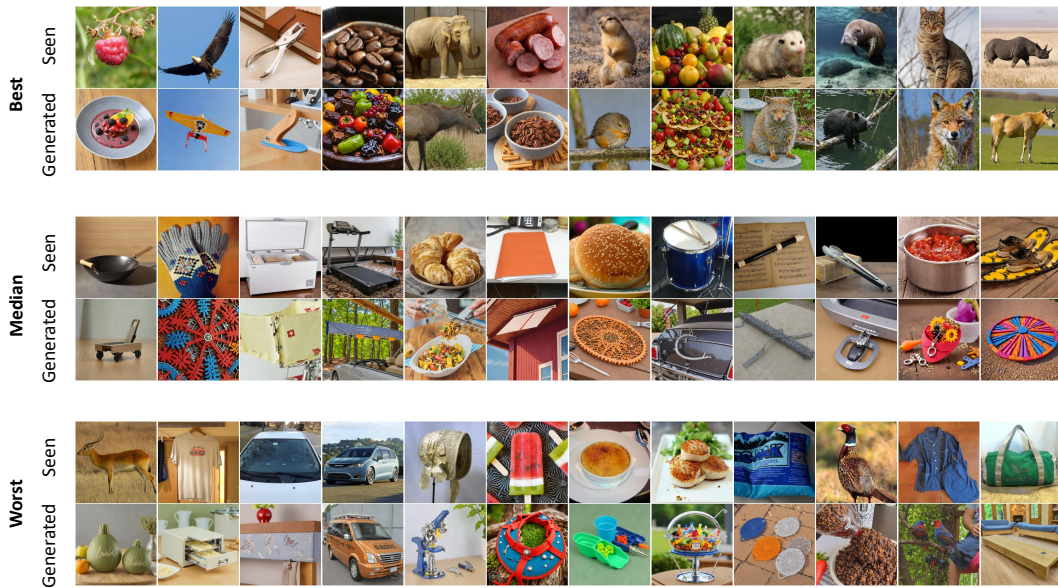 Best
Seen
Generated
Median
Seen
Generated
Worst
Seen
Generated